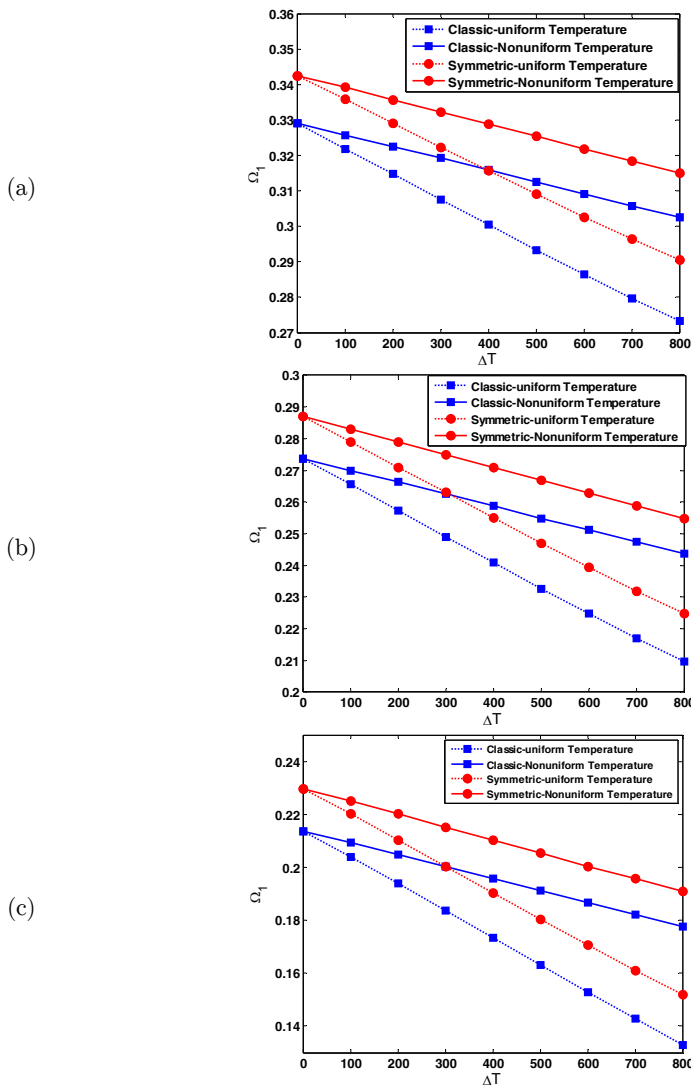 (a)
0.36
0.35
0.34
0.33
0.32
0.31
0.3
0.29
0.28
0.27
Ω1
Classic-uniform Temperature
Classic-Nonuniform Temperature
Symmetric-uniform Temperature
Symmetric-Nonuniform Temperature
0 100 200 300 400 500 600 700 800
ΔT
(b)
0.3
0.29
0.28
0.27
0.26
0.25
0.24
0.23
0.22
0.21
0.2
Ω1
Classic-uniform Temperature
Classic-Nonuniform Temperature
Symmetric-uniform Temperature
Symmetric-Nonuniform Temperature
0 100 200 300 400 500 600 700 800
ΔT
(c)
0.24
0.22
0.2
0.18
0.16
0.14
Ω1
Classic-uniform Temperature
Classic-Nonuniform Temperature
Symmetric-uniform Temperature
Symmetric-Nonuniform Temperature
0 100 200 300 400 500 600 700 800
ΔT